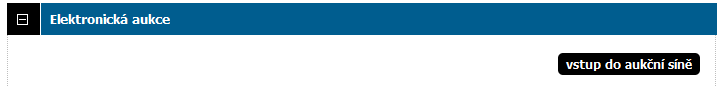 Elektronická aukce
vstup do aukční síně